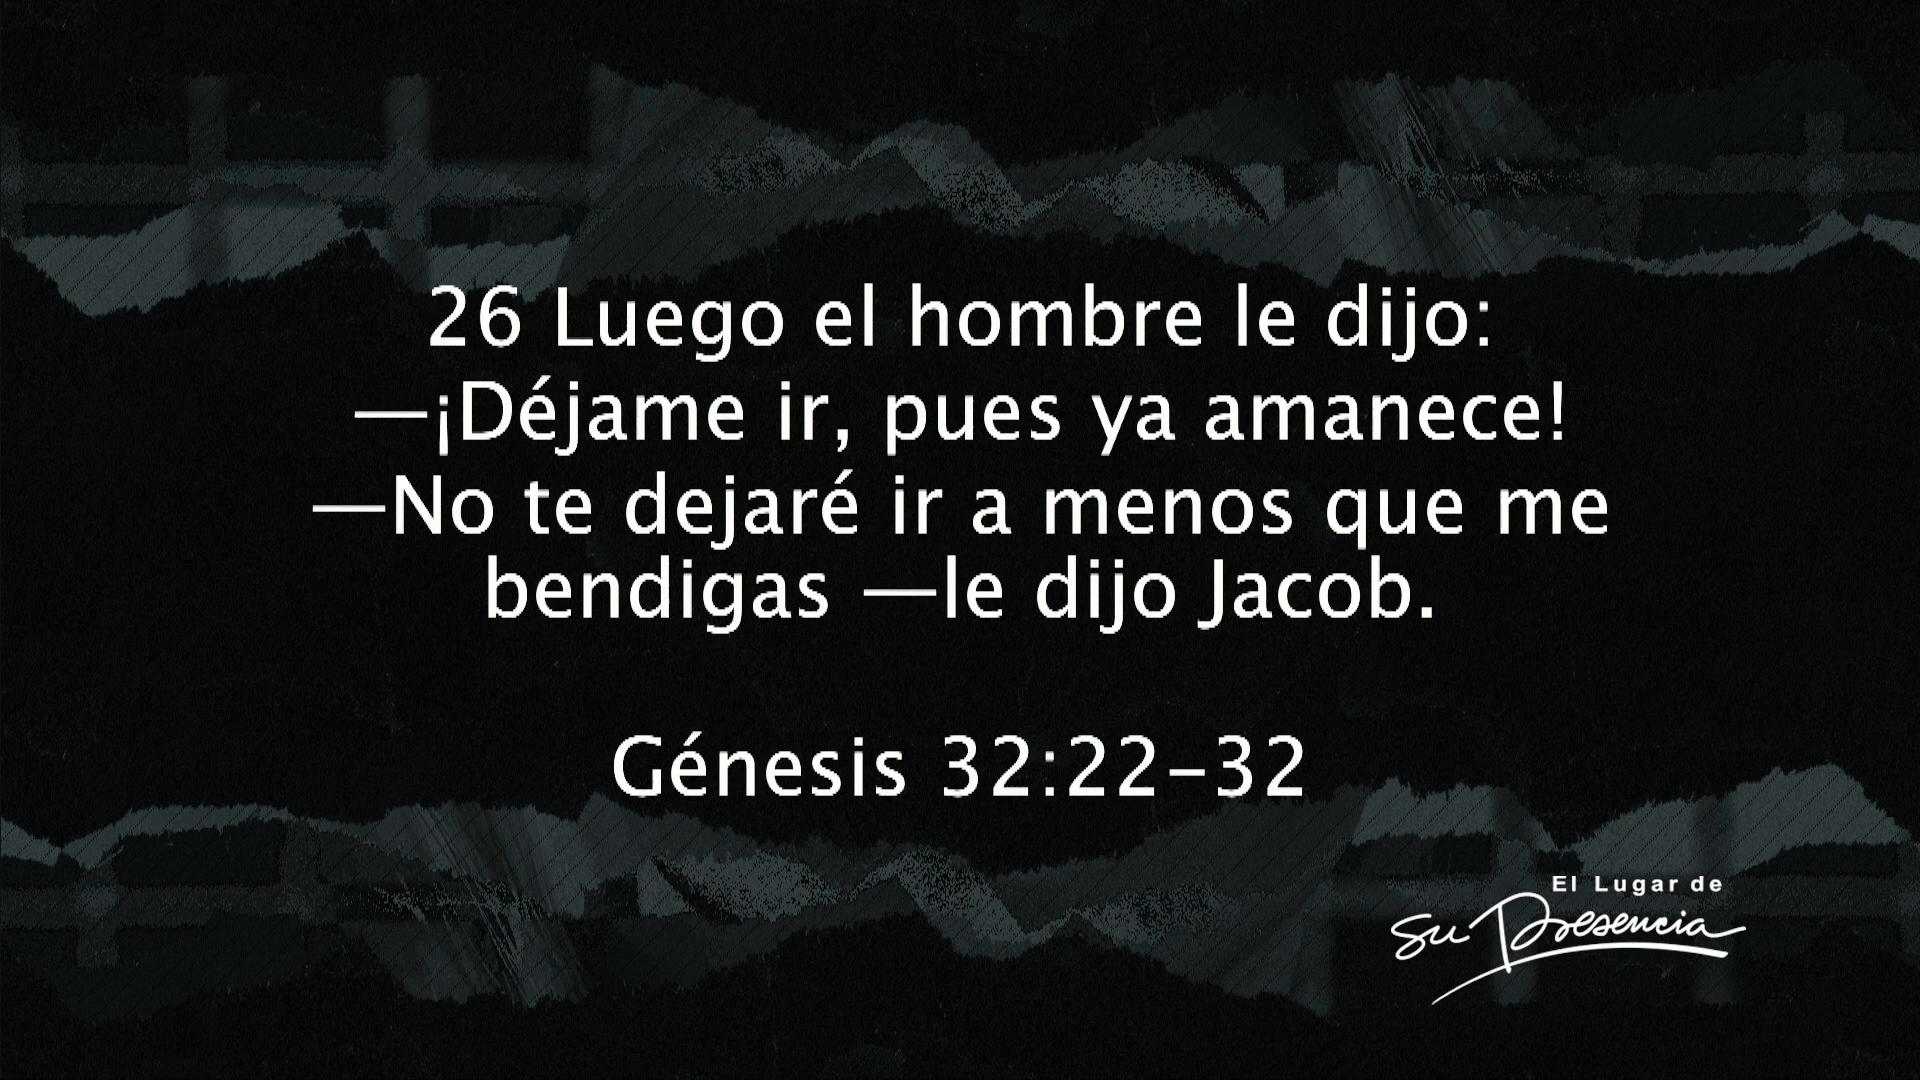 26 Luego el hombre le dijo:
—¡Déjame ir, pues ya amanece!
—No te dejaré ir a menos que me
bendigas —le dijo Jacob.
Génesis 32:22-32
El Lugar de
Su Presencia